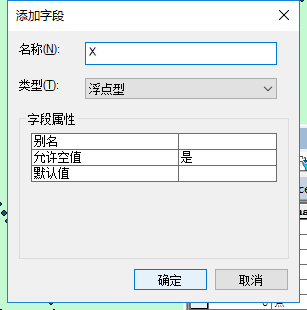 添加字段
名称(N): X
类型(T): 浮点型
字段属性
别名
允许空值 是
默认值
确定 取消